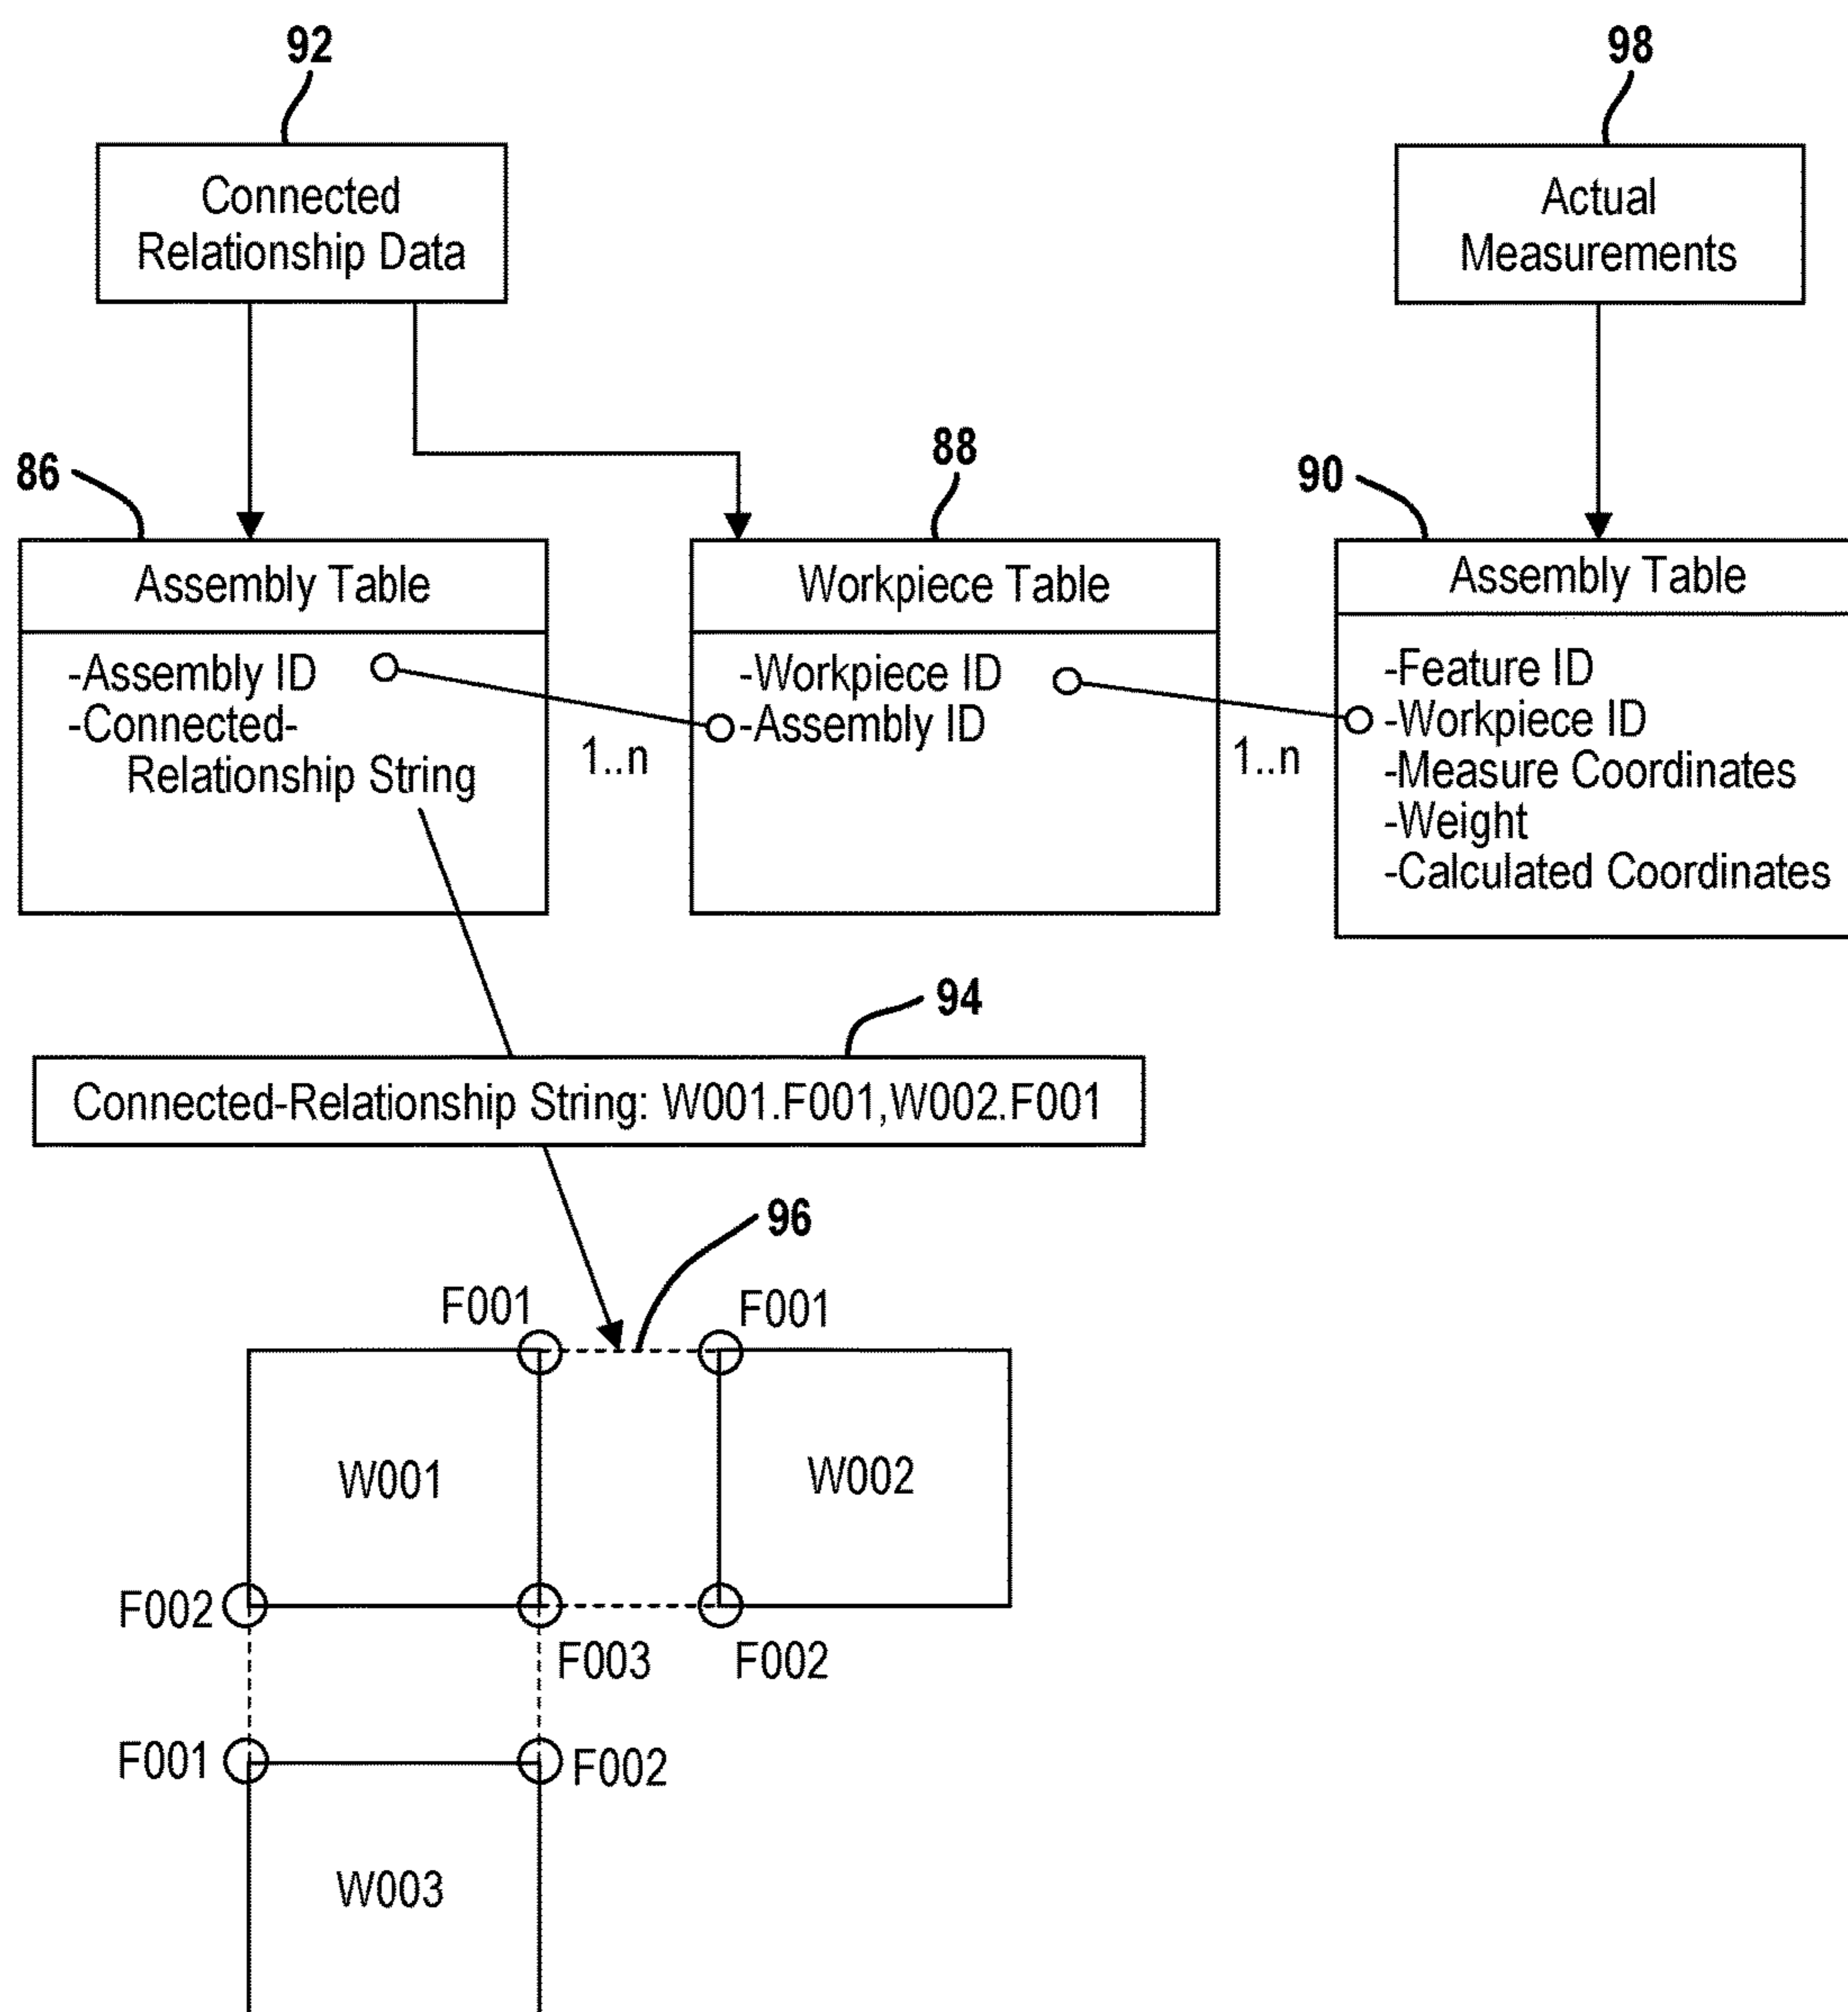 92
98
Connected
Relationship Data
Actual
Measurements
86
88
90
Assembly Table
Workpiece Table
Assembly Table
-Assembly ID
-Connected-
Relationship String
1..n
-Workpiece ID
-Assembly ID
1..n
-Feature ID
-Workpiece ID
-Measure Coordinates
-Weight
-Calculated Coordinates
94
Connected-Relationship String: W001.F001,W002.F001
96
F001
F001
W001
W002
F002
F003
F002
F001
F002
W003